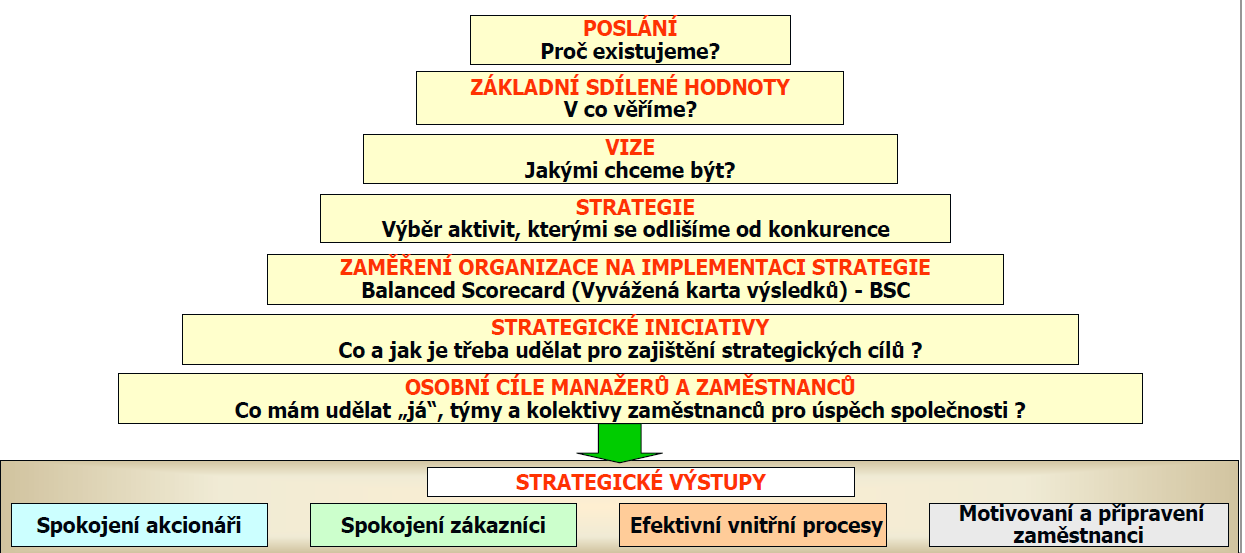 POSLÁNÍ
Proč existujeme?
ZÁKLADNÍ SDÍLENÉ HODNOTY
V co věříme?
VIZE
Jakými chceme být?
STRATEGIE
Výběr aktivit, kterými se odlišíme od konkurence
ZAMĚŘENÍ ORGANIZACE NA IMPLEMENTACI STRATEGIE
Balanced Scorecard (Vyvážená karta výsledků) - BSC
STRATEGICKÉ INICIATIVY
Co a jak je třeba udělat pro zajištění strategických cílů ?
OSOBNÍ CÍLE MANAŽERŮ A ZAMĚSTNANCŮ
Co mám udělat „já“, týmy a kolektivy zaměstnanců pro úspěch společnosti ?
STRATEGICKÉ VÝSTUPY
Spokojení akcionáři
Spokojení zákazníci
Efektivní vnitřní procesy
Motivovaní a připravení
zaměstnanci